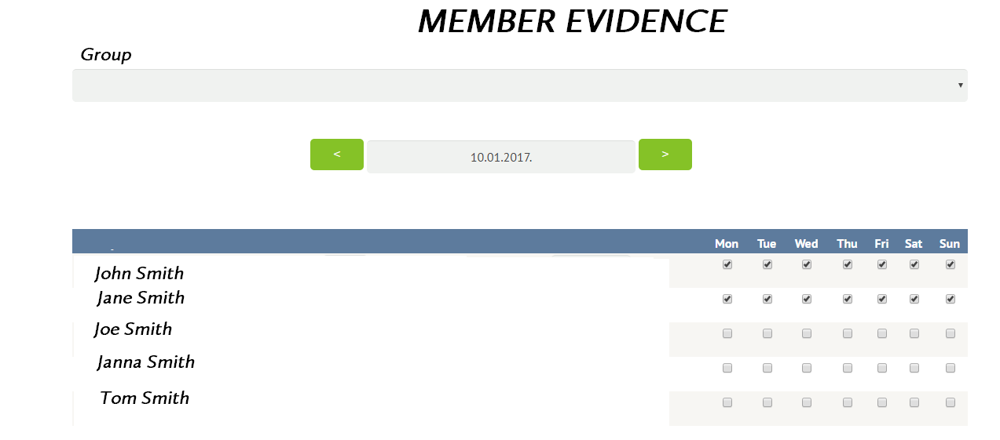 MEMBER EVIDENCE
Group
< 10.01.2017. >
Mon Tue Wed Thu Fri Sat Sun
John Smith
Jane Smith
Joe Smith
Janna Smith
Tom Smith